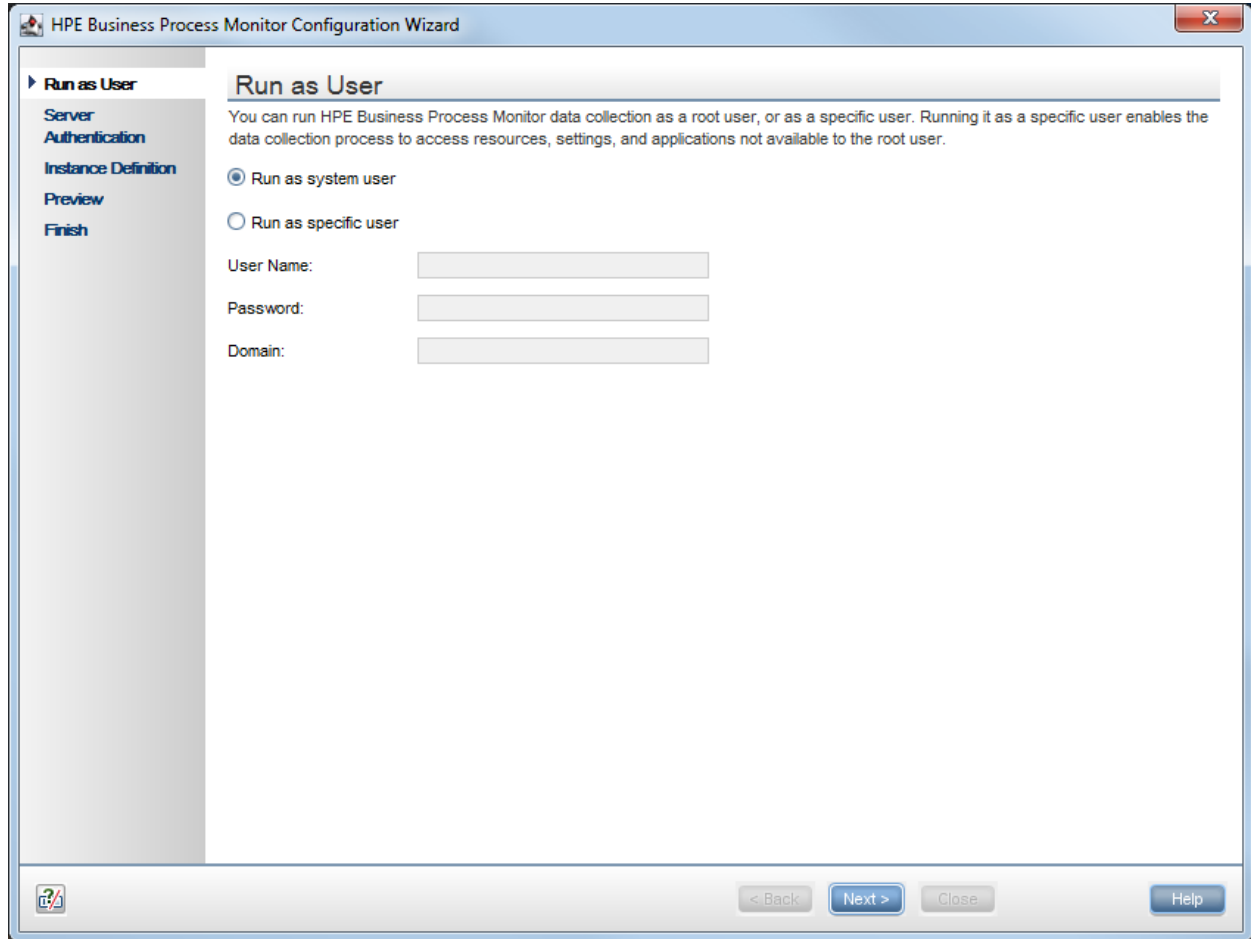 HPE Business Process Monitor Configuration Wizard
Run as User
Server
Authentication
Instance Definition
Preview
Finish
Run as User
You can run HPE Business Process Monitor data collection as a root user, or as a specific user. Running it as a specific user enables the
data collection process to access resources, settings, and applications not available to the root user.
Run as system user
Run as specific user
User Name:
Password:
Domain:
< Back
Next >
Close
Help